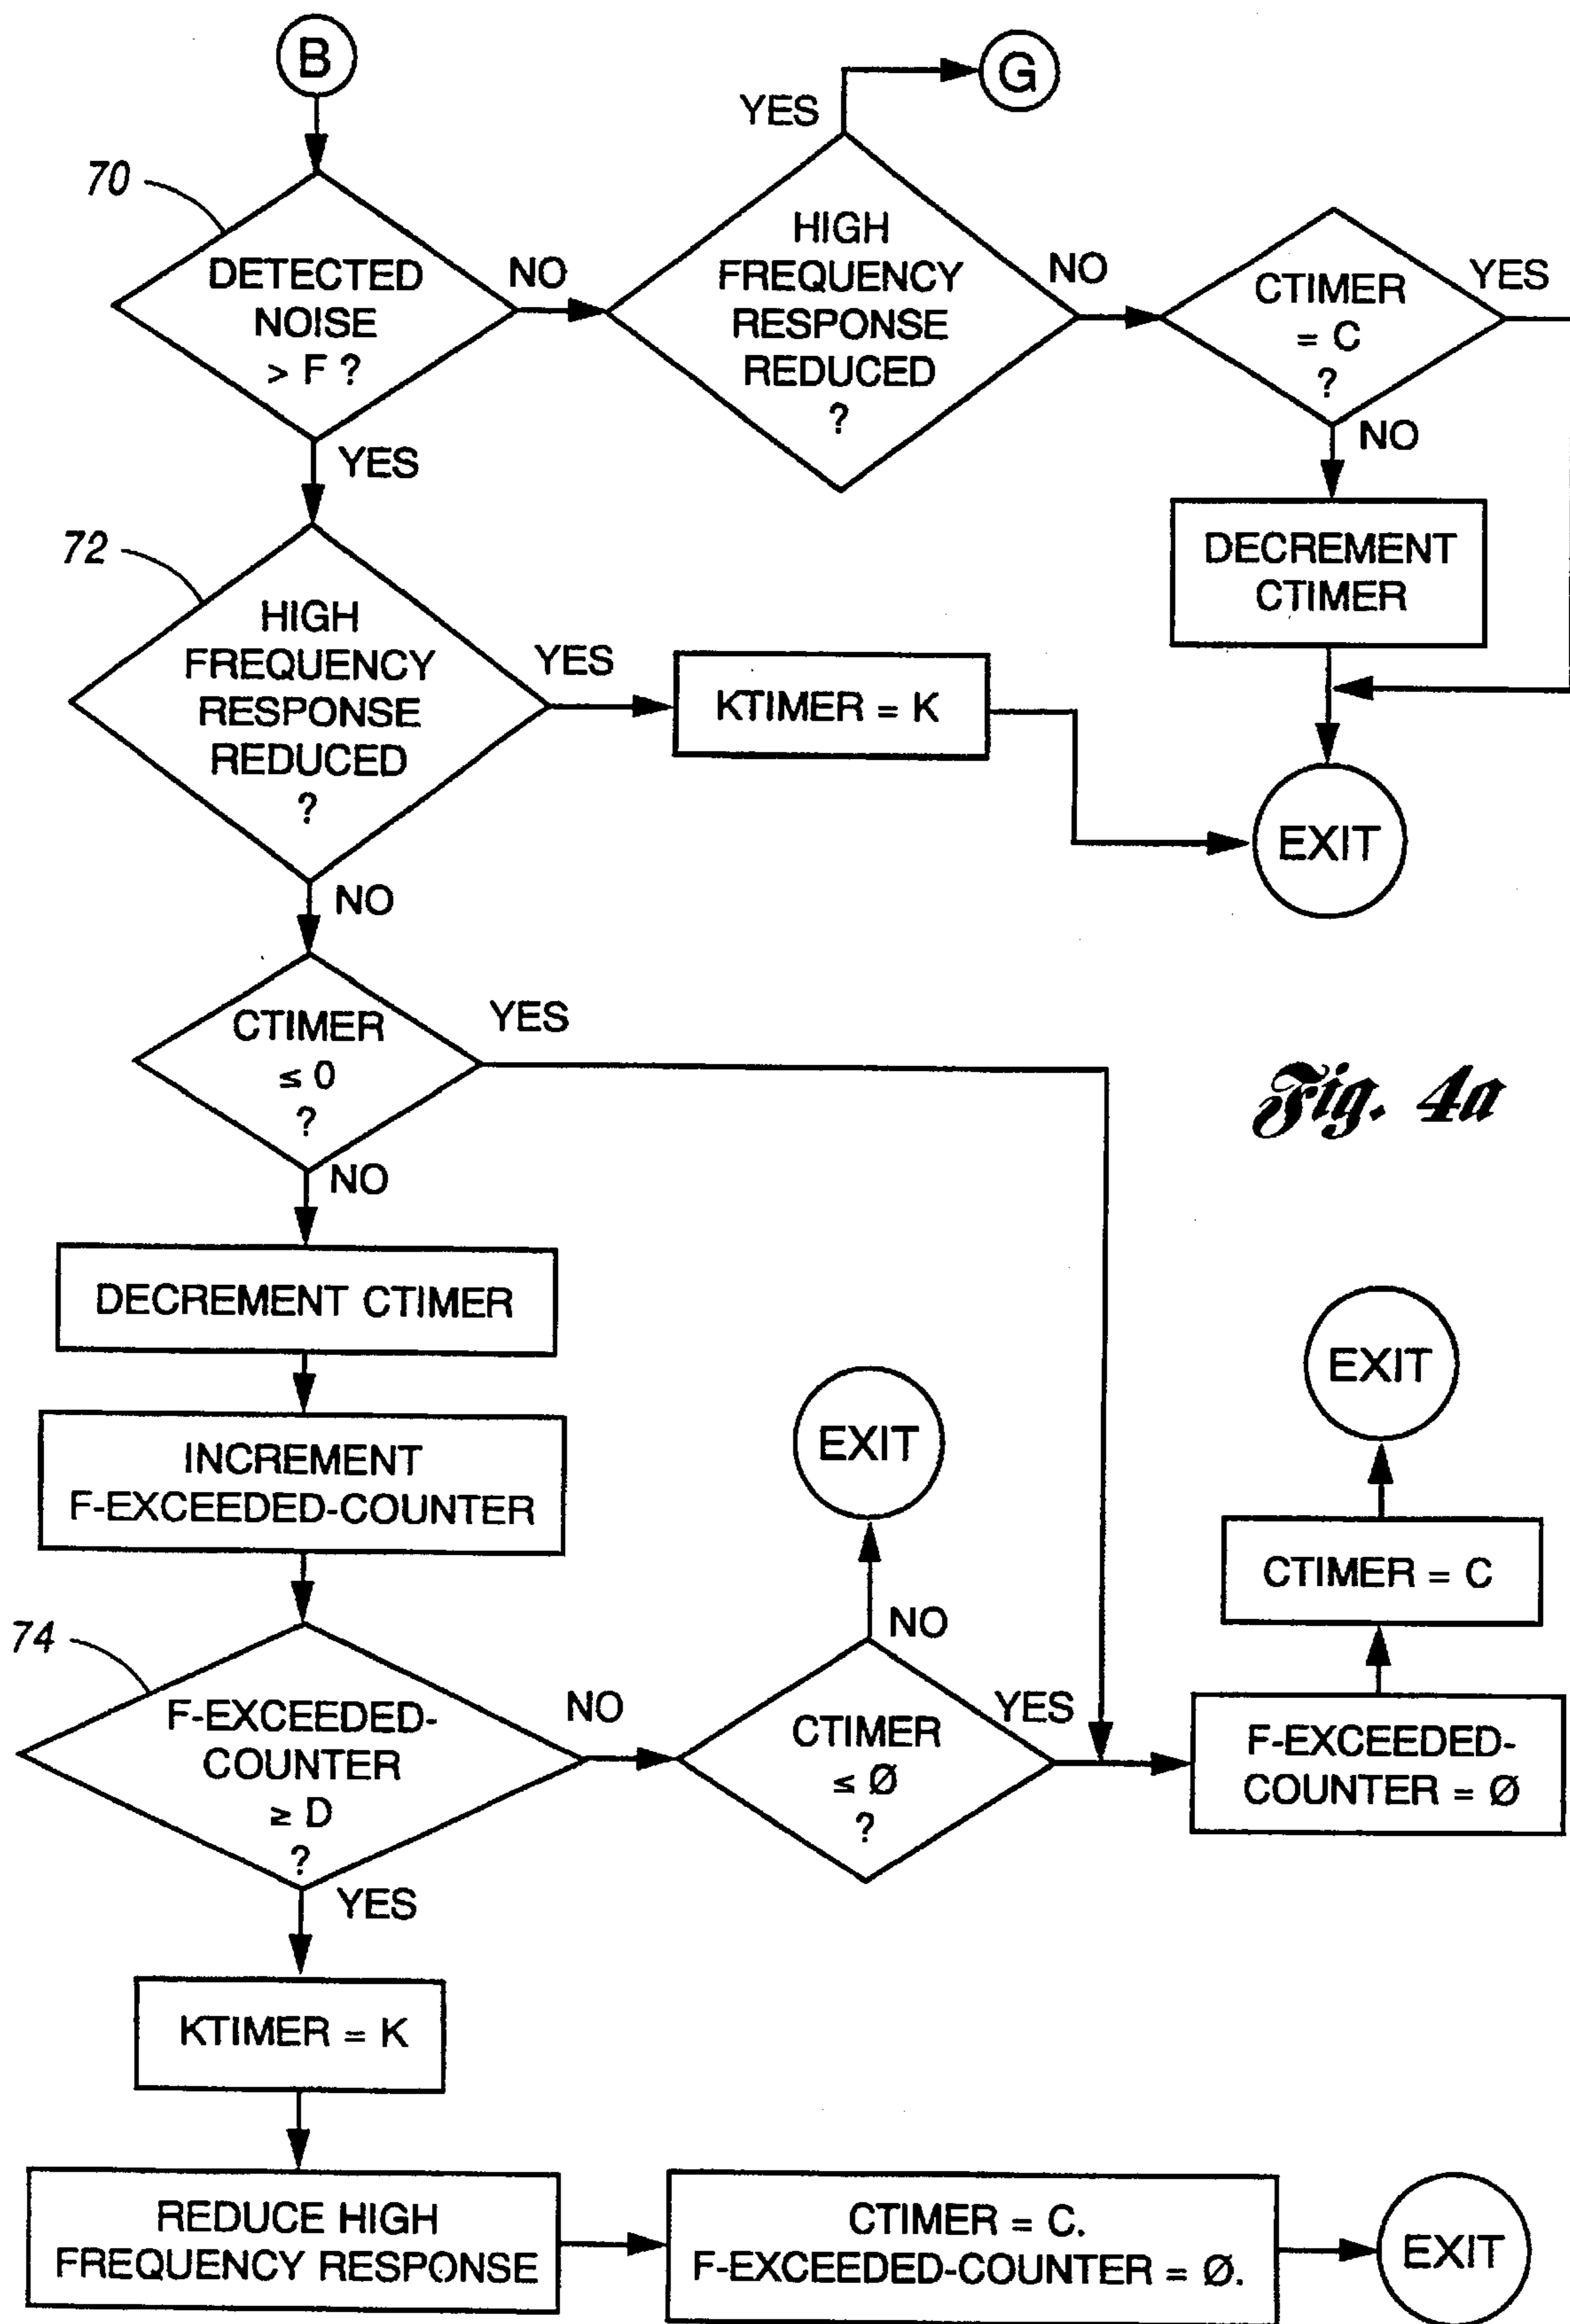 B
G
YES
70
DETECTED
NOISE
> F ?
NO
HIGH
FREQUENCY
RESPONSE
REDUCED
?
NO
CTIMER
= C
?
YES
NO
DECREMENT
CTIMER
YES
72
HIGH
FREQUENCY
RESPONSE
REDUCED
?
YES
KTIMER = K
EXIT
NO
CTIMER
≤ 0
?
YES
Fig. 4a
NO
DECREMENT CTIMER
INCREMENT
F-EXCEEDED-COUNTER
EXIT
EXIT
CTIMER = C
NO
74
F-EXCEEDED-
COUNTER
≥ D
?
NO
CTIMER
≤ Ø
?
YES
F-EXCEEDED-
COUNTER = Ø
YES
KTIMER = K
REDUCE HIGH
FREQUENCY RESPONSE
CTIMER = C.
F-EXCEEDED-COUNTER = Ø.
EXIT